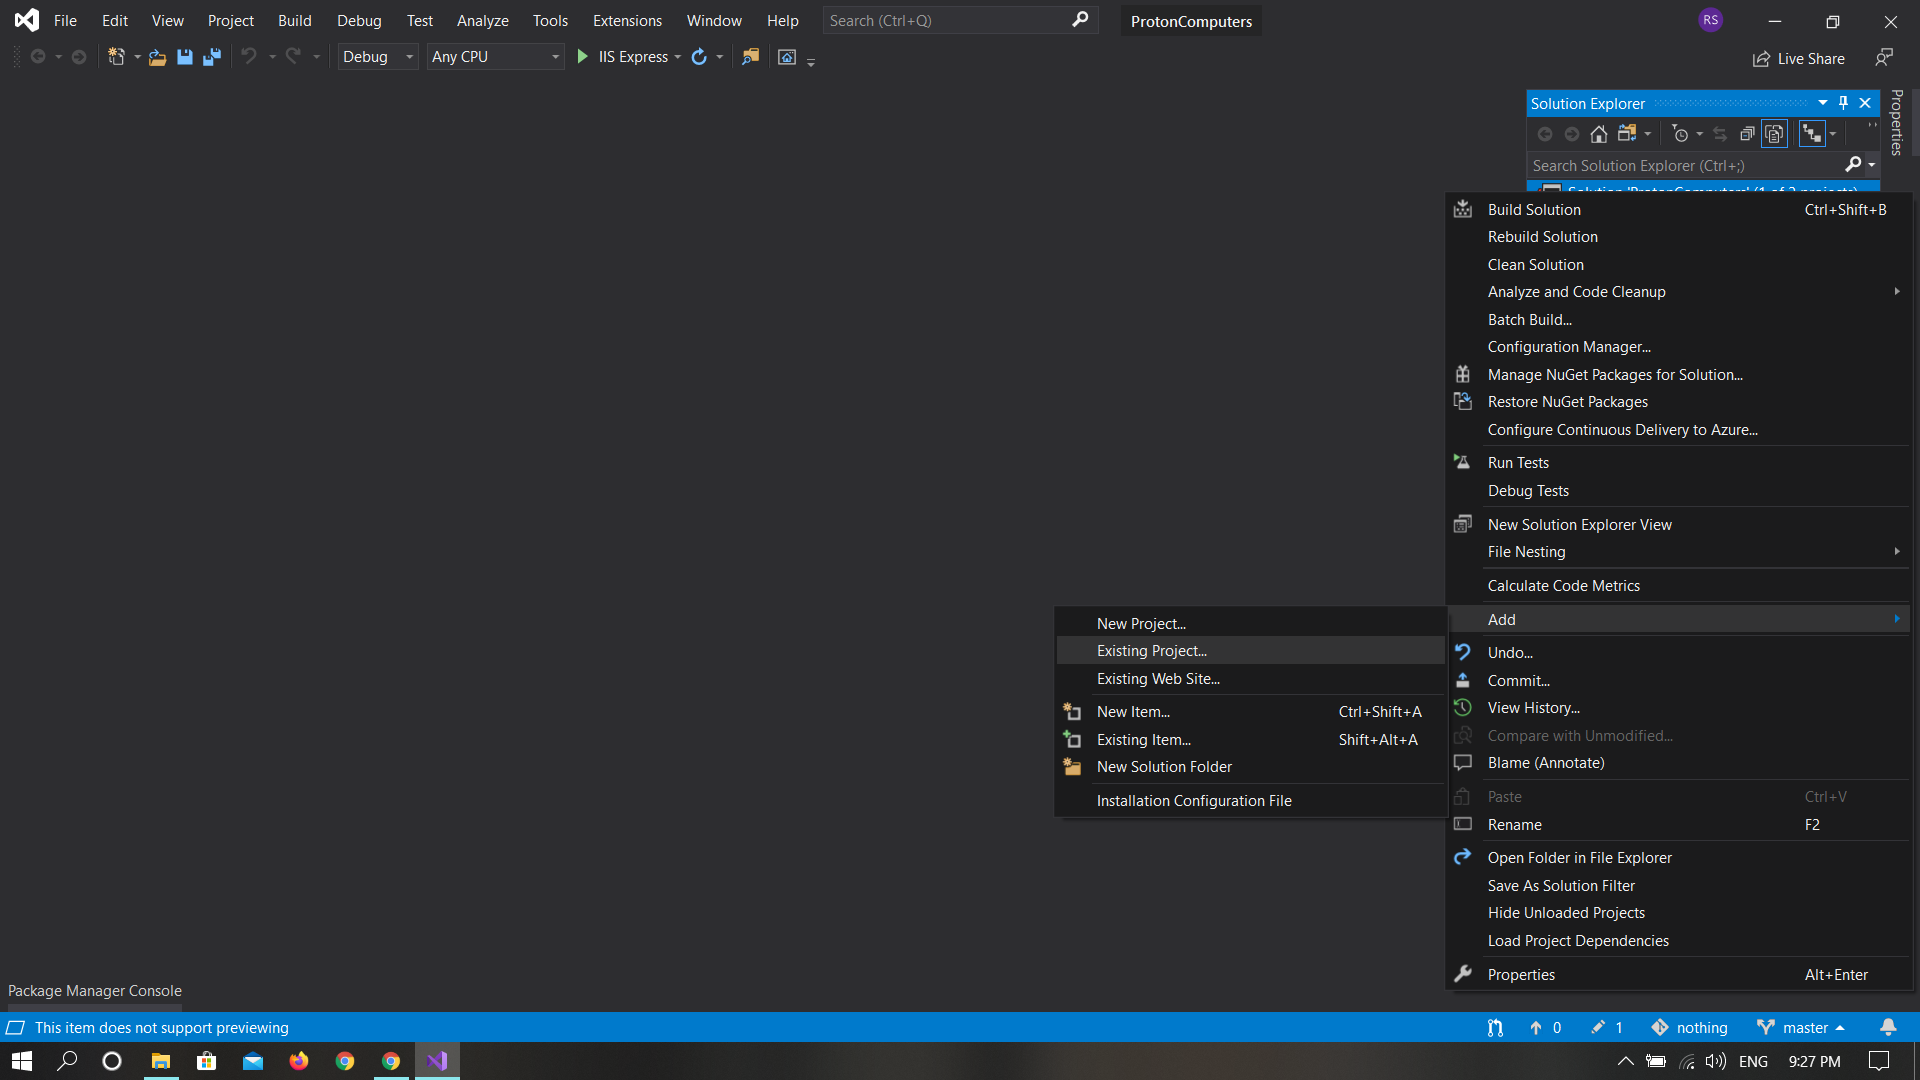 File Edit View Project Build Debug Test Analyze Tools Extensions Window Help Search (Ctrl+Q) ProtonComputers RS
Debug Any CPU IIS Express Live Share
Solution Explorer
Properties
Search Solution Explorer (Ctrl+;)
Solution 'ProtonComputers' (1 of 2 projects)
Build Solution Ctrl+Shift+B
Rebuild Solution
Clean Solution
Analyze and Code Cleanup
Batch Build...
Configuration Manager...
Manage NuGet Packages for Solution...
Restore NuGet Packages
Configure Continuous Delivery to Azure...
Run Tests
Debug Tests
New Solution Explorer View
File Nesting
Calculate Code Metrics
Add
New Project...
Existing Project...
Existing Web Site...
New Item... Ctrl+Shift+A
Existing Item... Shift+Alt+A
New Solution Folder
Installation Configuration File
Undo...
Commit...
View History...
Compare with Unmodified...
Blame (Annotate)
Paste Ctrl+V
Rename F2
Open Folder in File Explorer
Save As Solution Filter
Hide Unloaded Projects
Load Project Dependencies
Properties Alt+Enter
Package Manager Console
This item does not support previewing 0 1 nothing master
ENG 9:27 PM